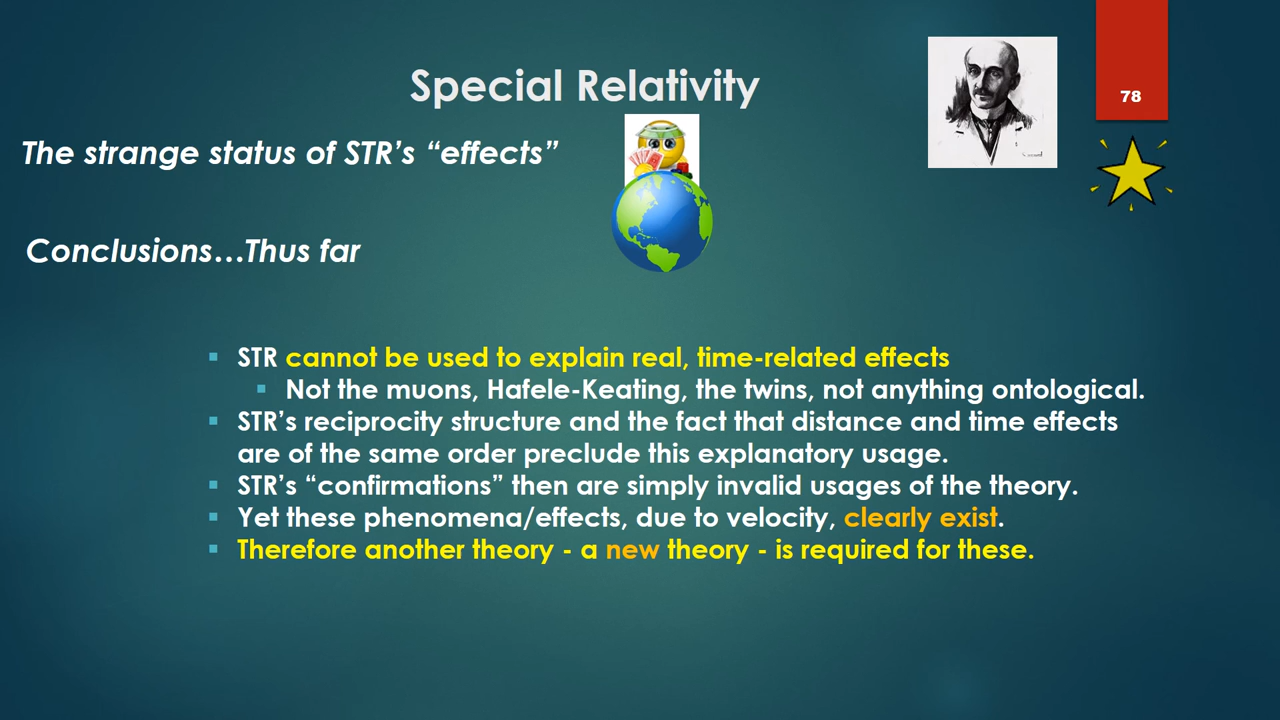 Special Relativity
78
The strange status of STR's “effects”
Conclusions…Thus far
▪ STR cannot be used to explain real, time-related effects
▪ Not the muons, Hafele-Keating, the twins, not anything ontological.
▪ STR's reciprocity structure and the fact that distance and time effects
are of the same order preclude this explanatory usage.
▪ STR's “confirmations” then are simply invalid usages of the theory.
▪ Yet these phenomena/effects, due to velocity, clearly exist.
▪ Therefore another theory - a new theory - is required for these.